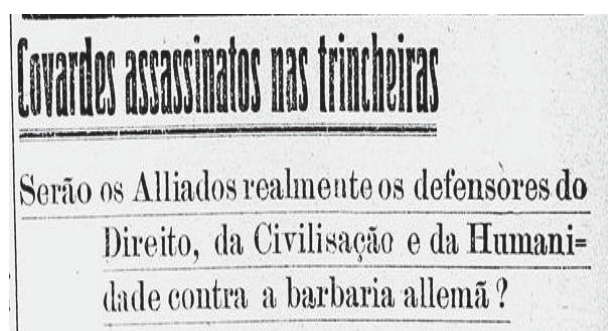 Covardes assassinatos nas trincheiras
Serão os Alliados realmente os defensores do
Direito, da Civilisação e da Humani=
dade contra a barbaria allemã ?